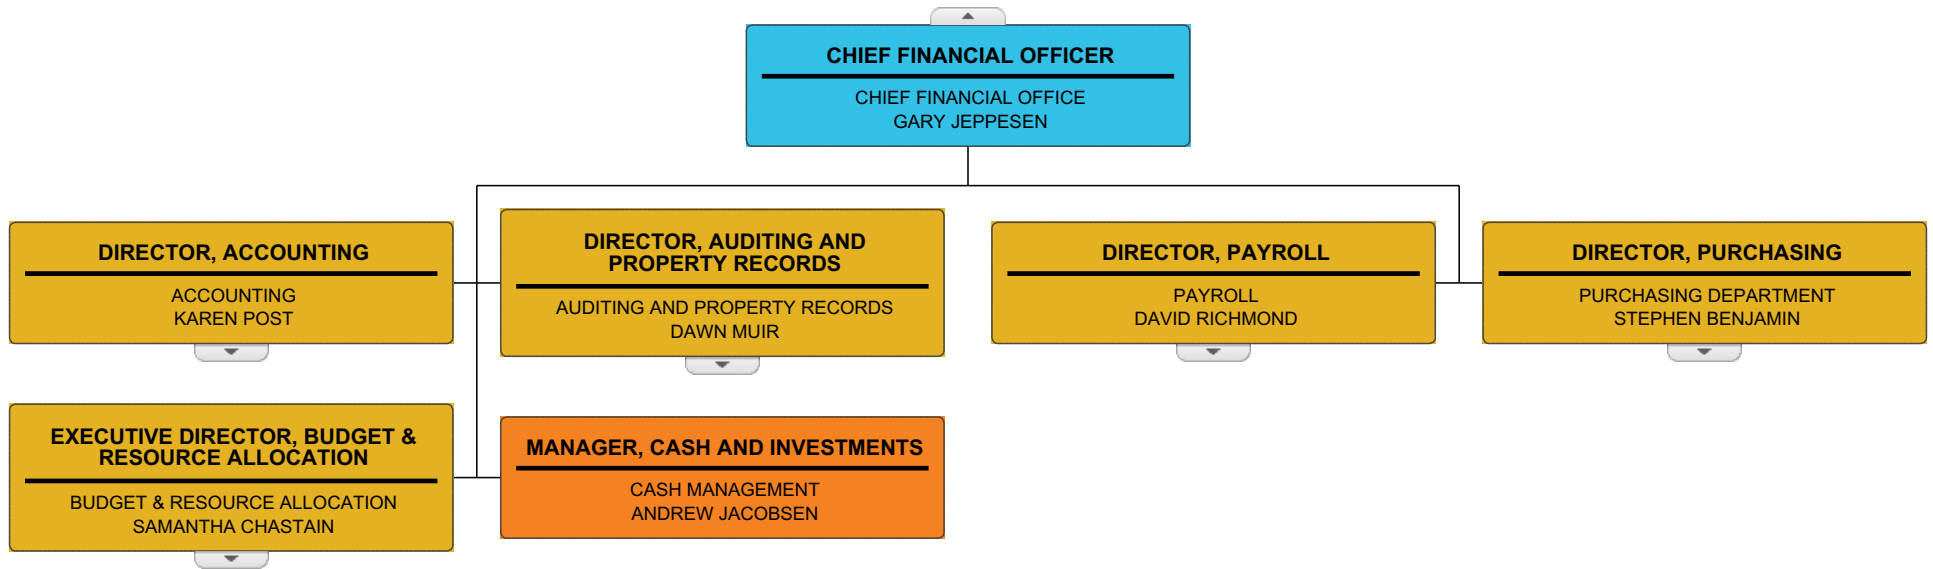 CHIEF FINANCIAL OFFICER
CHIEF FINANCIAL OFFICE
GARY JEPPESEN
DIRECTOR, ACCOUNTING
ACCOUNTING
KAREN POST
DIRECTOR, AUDITING AND
PROPERTY RECORDS
AUDITING AND PROPERTY RECORDS
DAWN MUIR
DIRECTOR, PAYROLL
PAYROLL
DAVID RICHMOND
DIRECTOR, PURCHASING
PURCHASING DEPARTMENT
STEPHEN BENJAMIN
EXECUTIVE DIRECTOR, BUDGET &
RESOURCE ALLOCATION
BUDGET & RESOURCE ALLOCATION
SAMANTHA CHASTAIN
MANAGER, CASH AND INVESTMENTS
CASH MANAGEMENT
ANDREW JACOBSEN